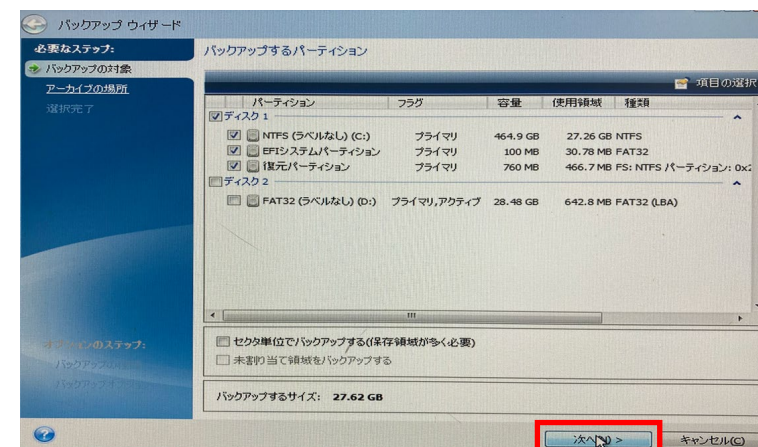 バックアップ ウィザード
必要なステップ:
バックアップの対象
アーカイブの場所
選択完了
バックアップするパーティション
項目の選択
パーティション フラグ 容量 使用領域 種類
ディスク 1
NTFS (ラベルなし) (C:) プライマリ 464.9 GB 27.26 GB NTFS
EFIシステムパーティション プライマリ 100 MB 30.78 MB FAT32
復元パーティション プライマリ 760 MB 466.7 MB FS: NTFS パーティション: 0x2
ディスク 2
FAT32 (ラベルなし) (D:) プライマリ,アクティブ 28.48 GB 642.8 MB FAT32 (LBA)
セクタ単位でバックアップする(保存領域が多く必要)
未割り当て領域をバックアップする
のステップ:
バックアップ
バックアップ
バックアップするサイズ: 27.62 GB
次へ(N) >
キャンセル(C)